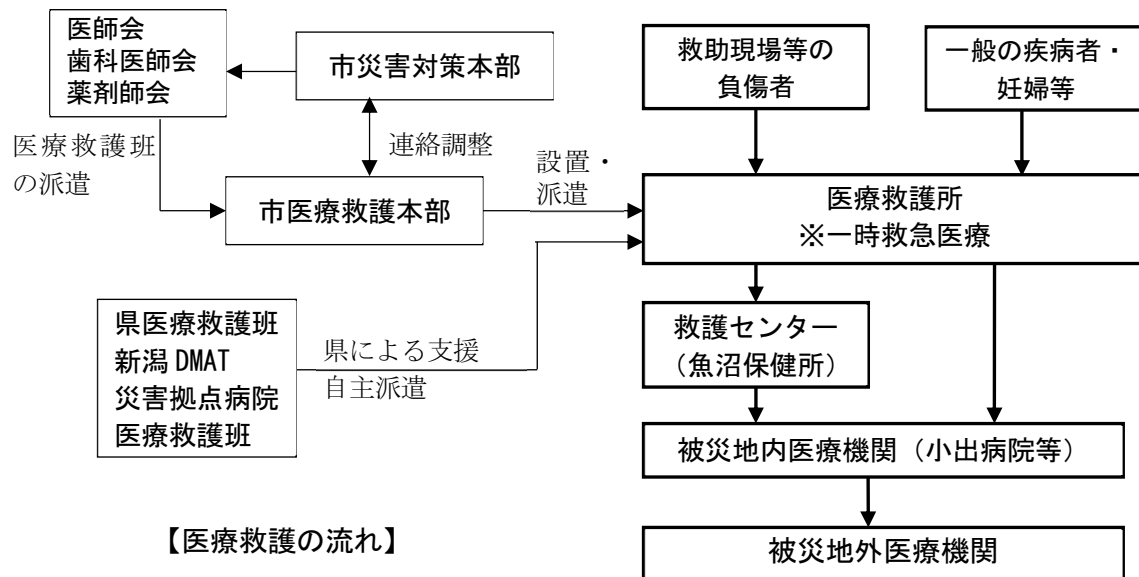 医師会
歯科医師会
薬剤師会
市災害対策本部
救助現場等の
負傷者
一般の疾病者・
妊婦等
医療救護班
の派遣
連絡調整
設置・
派遣
市医療救護本部
医療救護所
※一時救急医療
県医療救護班
新潟 DMAT
災害拠点病院
医療救護班
県による支援
自主派遣
救護センター
（魚沼保健所）
被災地内医療機関（小出病院等）
【医療救護の流れ】
被災地外医療機関